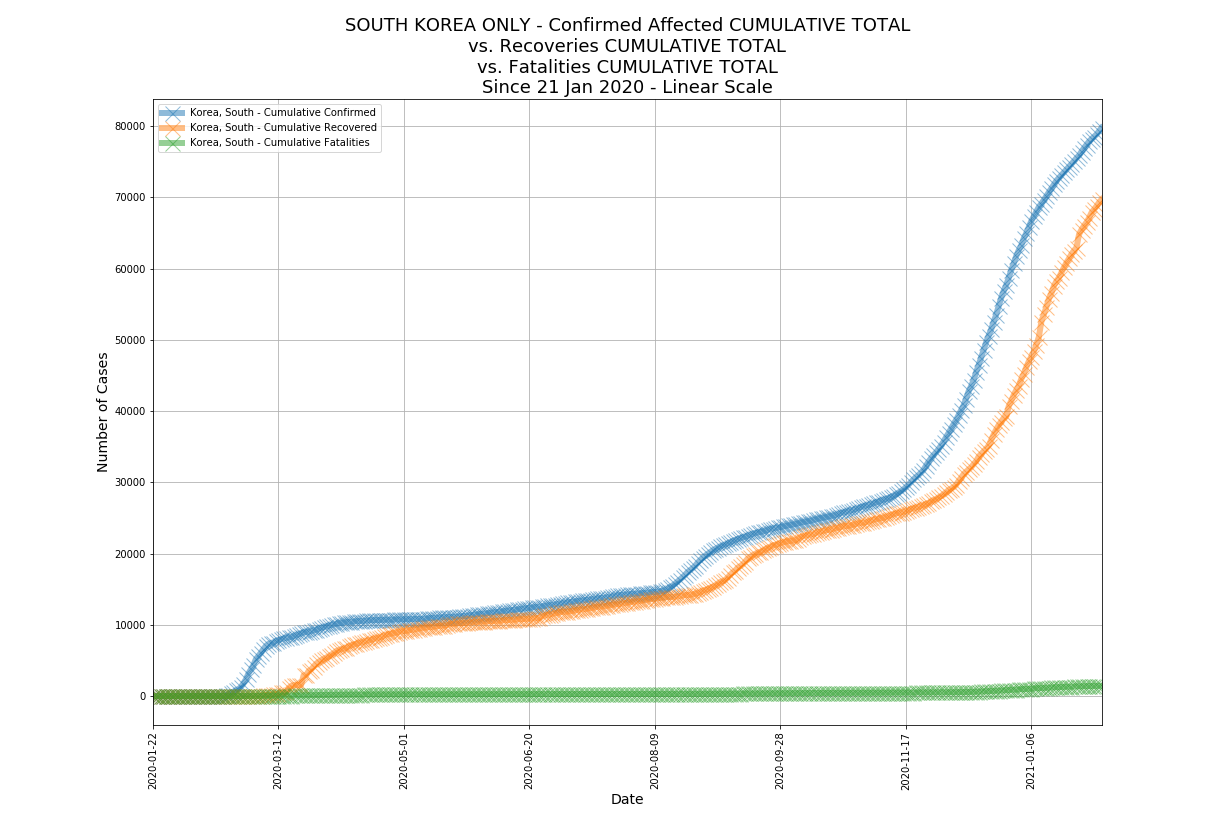 SOUTH KOREA ONLY - Confirmed Affected CUMULATIVE TOTAL
vs. Recoveries CUMULATIVE TOTAL
vs. Fatalities CUMULATIVE TOTAL
Since 21 Jan 2020 - Linear Scale
Korea, South - Cumulative Confirmed
Korea, South - Cumulative Recovered
Korea, South - Cumulative Fatalities
80000
70000
60000
50000
40000
30000
20000
10000
0
Number of Cases
2020-01-22
2020-03-12
2020-05-01
2020-06-20
2020-08-09
2020-09-28
2020-11-17
2021-01-06
Date